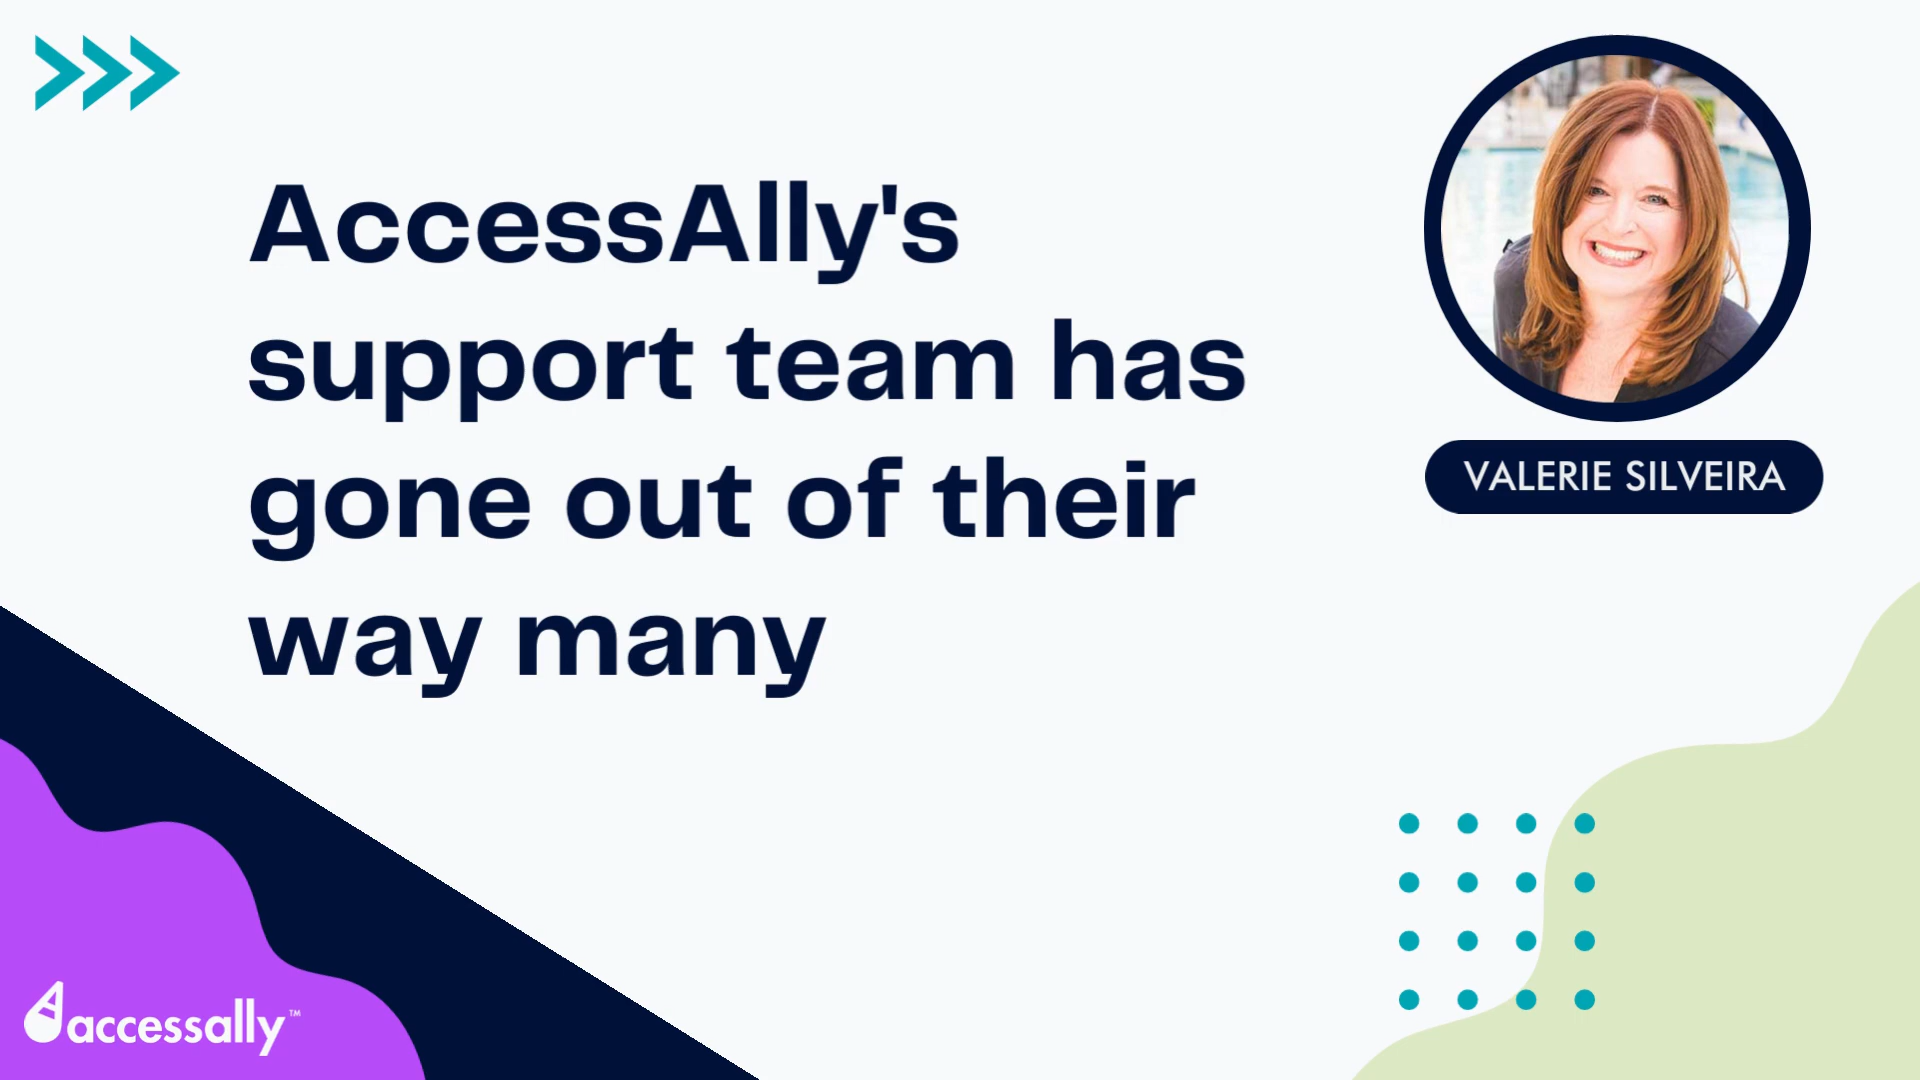 AccessAlly's
support team has
gone out of their
way many
VALERIE SILVEIRA
accessally™